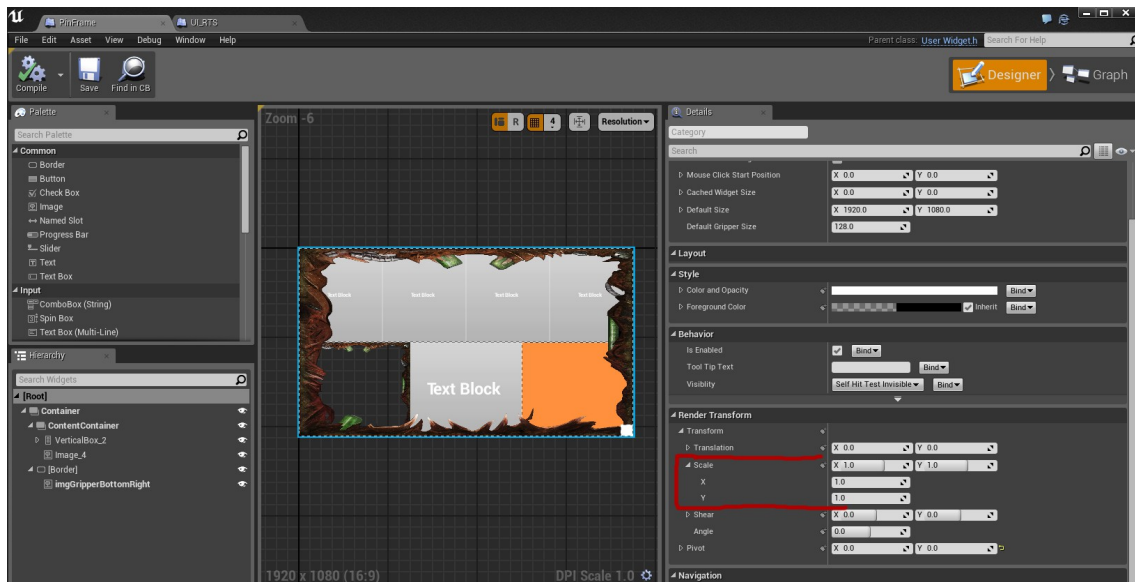 PinFrame
UI_RTS
File Edit Asset View Debug Window Help
Parent class: User Widget.h Search For Help
Compile Save Find in CB
Designer Graph
Palette
Search Palette
Common
Border
Button
Check Box
Image
Named Slot
Progress Bar
Slider
Text
Text Box
Input
ComboBox (String)
Spin Box
Text Box (Multi-Line)
Hierarchy
Search Widgets
[Root]
Container
ContentContainer
VerticalBox_2
Image_4
[Border]
imgGripperBottomRight
Zoom -6
R 4 Resolution
Text Block Text Block Text Block Text Block
Text Block
1920 x 1080 (16:9) DPI Scale 1.0
Details
Category
Search
Mouse Click Start Position X 0.0 Y 0.0
Cached Widget Size X 0.0 Y 0.0
Default Size X 1920.0 Y 1080.0
Default Gripper Size 128.0
Layout
Style
Color and Opacity Bind
Foreground Color Inherit Bind
Behavior
Is Enabled Bind
Tool Tip Text Bind
Visiblity Self Hit Test Invisible Bind
Render Transform
Transform
Translation X 0.0 Y 0.0
Scale X 1.0 Y 1.0
X 1.0
Y 1.0
Shear X 0.0 Y 0.0
Angle 0.0
Pivot X 0.0 Y 0.0
Navigation